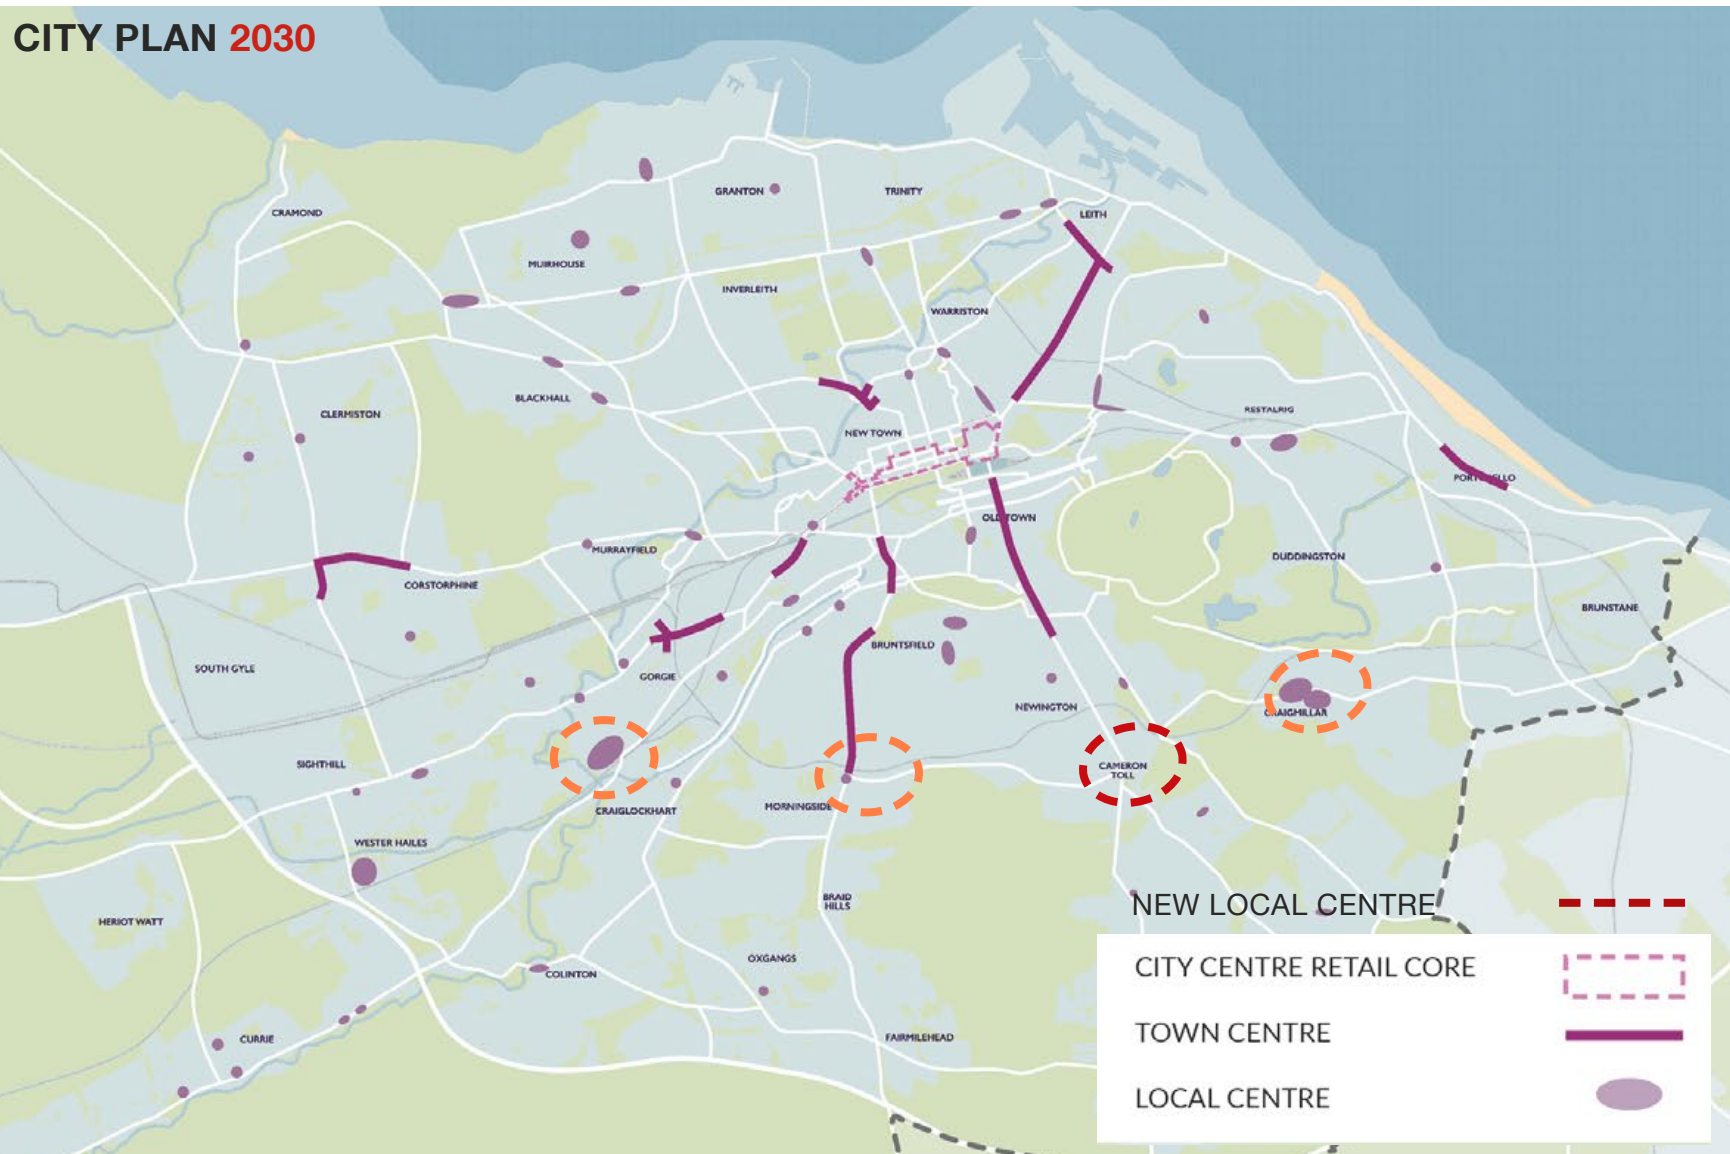 CITY PLAN 2030
GRANTON
TRINITY
CRAMOND
LEITH
MUIRHOUSE
INVERLEITH
WARRISTON
BLACKHALL
CLERMISTON
RESTALRIG
NEW TOWN
PORTOBELLO
OLD TOWN
MURRAYFIELD
DUDDINGSTON
CORSTORPHINE
BRUNSTANE
BRUNTSFIELD
SOUTH GYLE
GORGIE
NEWINGTON
CRAIGMILLAR
SIGHTHILL
CAMERON
TOLL
CRAIGLOCKHART
MORNINGSIDE
WESTER HAILES
BRAID
HILLS
HERIOT WATT
OXGANGS
COLINTON
CURRIE
FAIRMILEHEAD
NEW LOCAL CENTRE
CITY CENTRE RETAIL CORE
TOWN CENTRE
LOCAL CENTRE